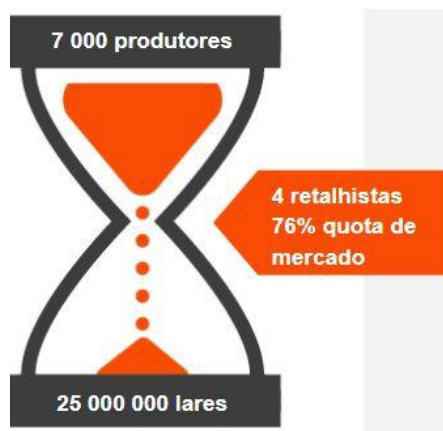 7 000 produtores
4 retalhistas
76% quota de
mercado
25 000 000 lares